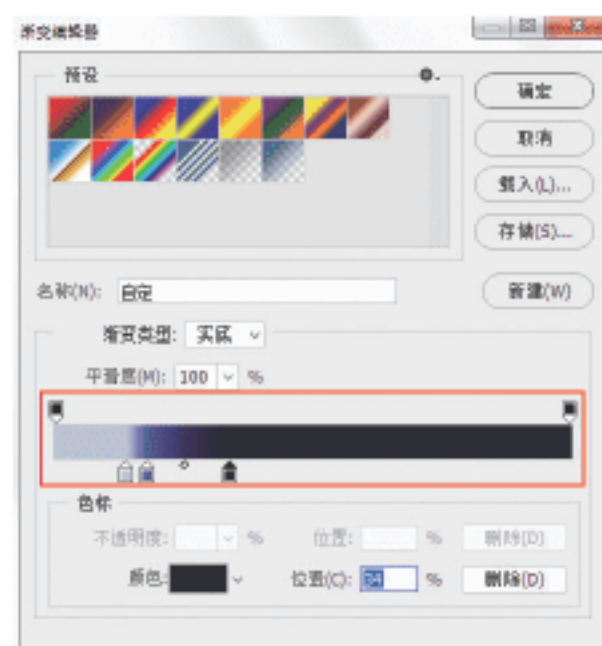 渐变编辑器
预设
确定
取消
载入(L)...
存储(S)...
名称(N): 自定
新建(W)
渐变类型: 实底
平滑度(M): 100 %
色标
不透明度: % 位置: % 删除(D)
颜色: 位置(C): 34 % 删除(D)